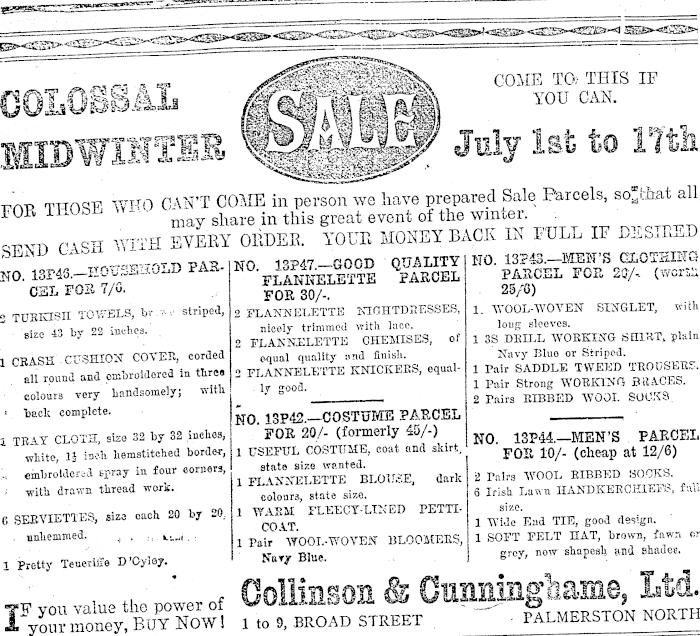 COLOSSAL
MIDWINTER
SALE
COME TO THIS IF
YOU CAN.
July 1st to 17th
FOR THOSE WHO CAN'T COME in person we have prepared Sale Parcels, so that all
may share in this great event of the winter.
SEND CASH WITH EVERY ORDER. YOUR MONEY BACK IN FULL IF DESIRED
NO. 13P46.—HOUSEHOLD PAR-
CEL FOR 7/6.
2 TURKISH TOWELS, striped,
size 43 by 22 inches.
1 CRASH CUSHION COVER, corded
all round and embroidered in three
colours very handsomely; with
back complete.
1 TRAY CLOTH, size 32 by 32 inches,
white, 1½ inch hemstitched border,
embroidered spray in four corners,
with drawn thread work.
6 SERVIETTES, size each 20 by 20,
unhemmed.
1 Pretty Teneriffe D'Oyley.
IF you value the power of
your money, BUY NOW!
NO. 13P47.—GOOD QUALITY
FLANNELETTE PARCEL
FOR 30/-.
2 FLANNELETTE NIGHTDRESSES,
nicely trimmed with lace.
2 FLANNELETTE CHEMISES, of
equal quality and finish.
2 FLANNELETTE KNICKERS, equal-
ly good.
NO. 13P42.—COSTUME PARCEL
FOR 20/- (formerly 45/-)
1 USEFUL COSTUME, coat and skirt,
state size wanted.
1 FLANNELETTE BLOUSE, dark
colours, state size.
1 WARM FLEECY-LINED PETTI-
COAT.
1 Pair WOOL-WOVEN BLOOMERS,
Navy Blue.
NO. 13P43.—MEN'S CLOTHING
PARCEL FOR 20/- (worth
25/6)
1. WOOL-WOVEN SINGLET, with
long sleeves.
1 3S DRILL WORKING SHIRT, plain
Navy Blue or Striped.
1 Pair SADDLE TWEED TROUSERS.
1 Pair Strong WORKING BRACES.
2 Pairs RIBBED WOOL SOCKS
NO. 13P44.—MEN'S PARCEL
FOR 10/- (cheap at 12/6)
2 Pairs WOOL RIBBED SOCKS.
6 Irish Lawn HANDKERCHIEFS, full
size.
1 Wide End TIE, good design.
1 SOFT FELT HAT, brown, fawn or
grey, new shapesh and shades.
Collinson & Cunninghame, Ltd.
1 to 9, BROAD STREET
PALMERSTON NORTH